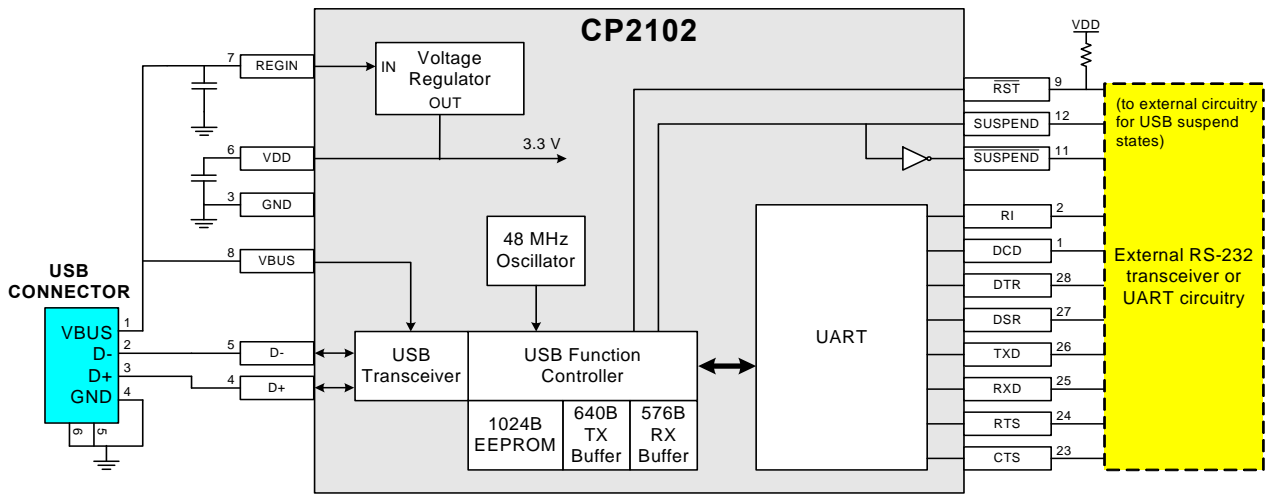 CP2102
VDD
7
REGIN
IN
Voltage
Regulator
OUT
9
R̅S̅T̅
(to external circuitry
for USB suspend
states)
12
SUSPEND
6
VDD
3.3 V
11
S̅U̅S̅P̅E̅N̅D̅
3
GND
2
RI
48 MHz
Oscillator
8
VBUS
1
DCD
External RS-232
transceiver or
UART circuitry
28
DTR
USB
CONNECTOR
27
DSR
VBUS
1
D-
2
D+
3
GND
4
6
5
5
D-
4
D+
USB
Transceiver
USB Function
Controller
UART
26
TXD
25
RXD
1024B
EEPROM
640B
TX
Buffer
576B
RX
Buffer
24
RTS
23
CTS